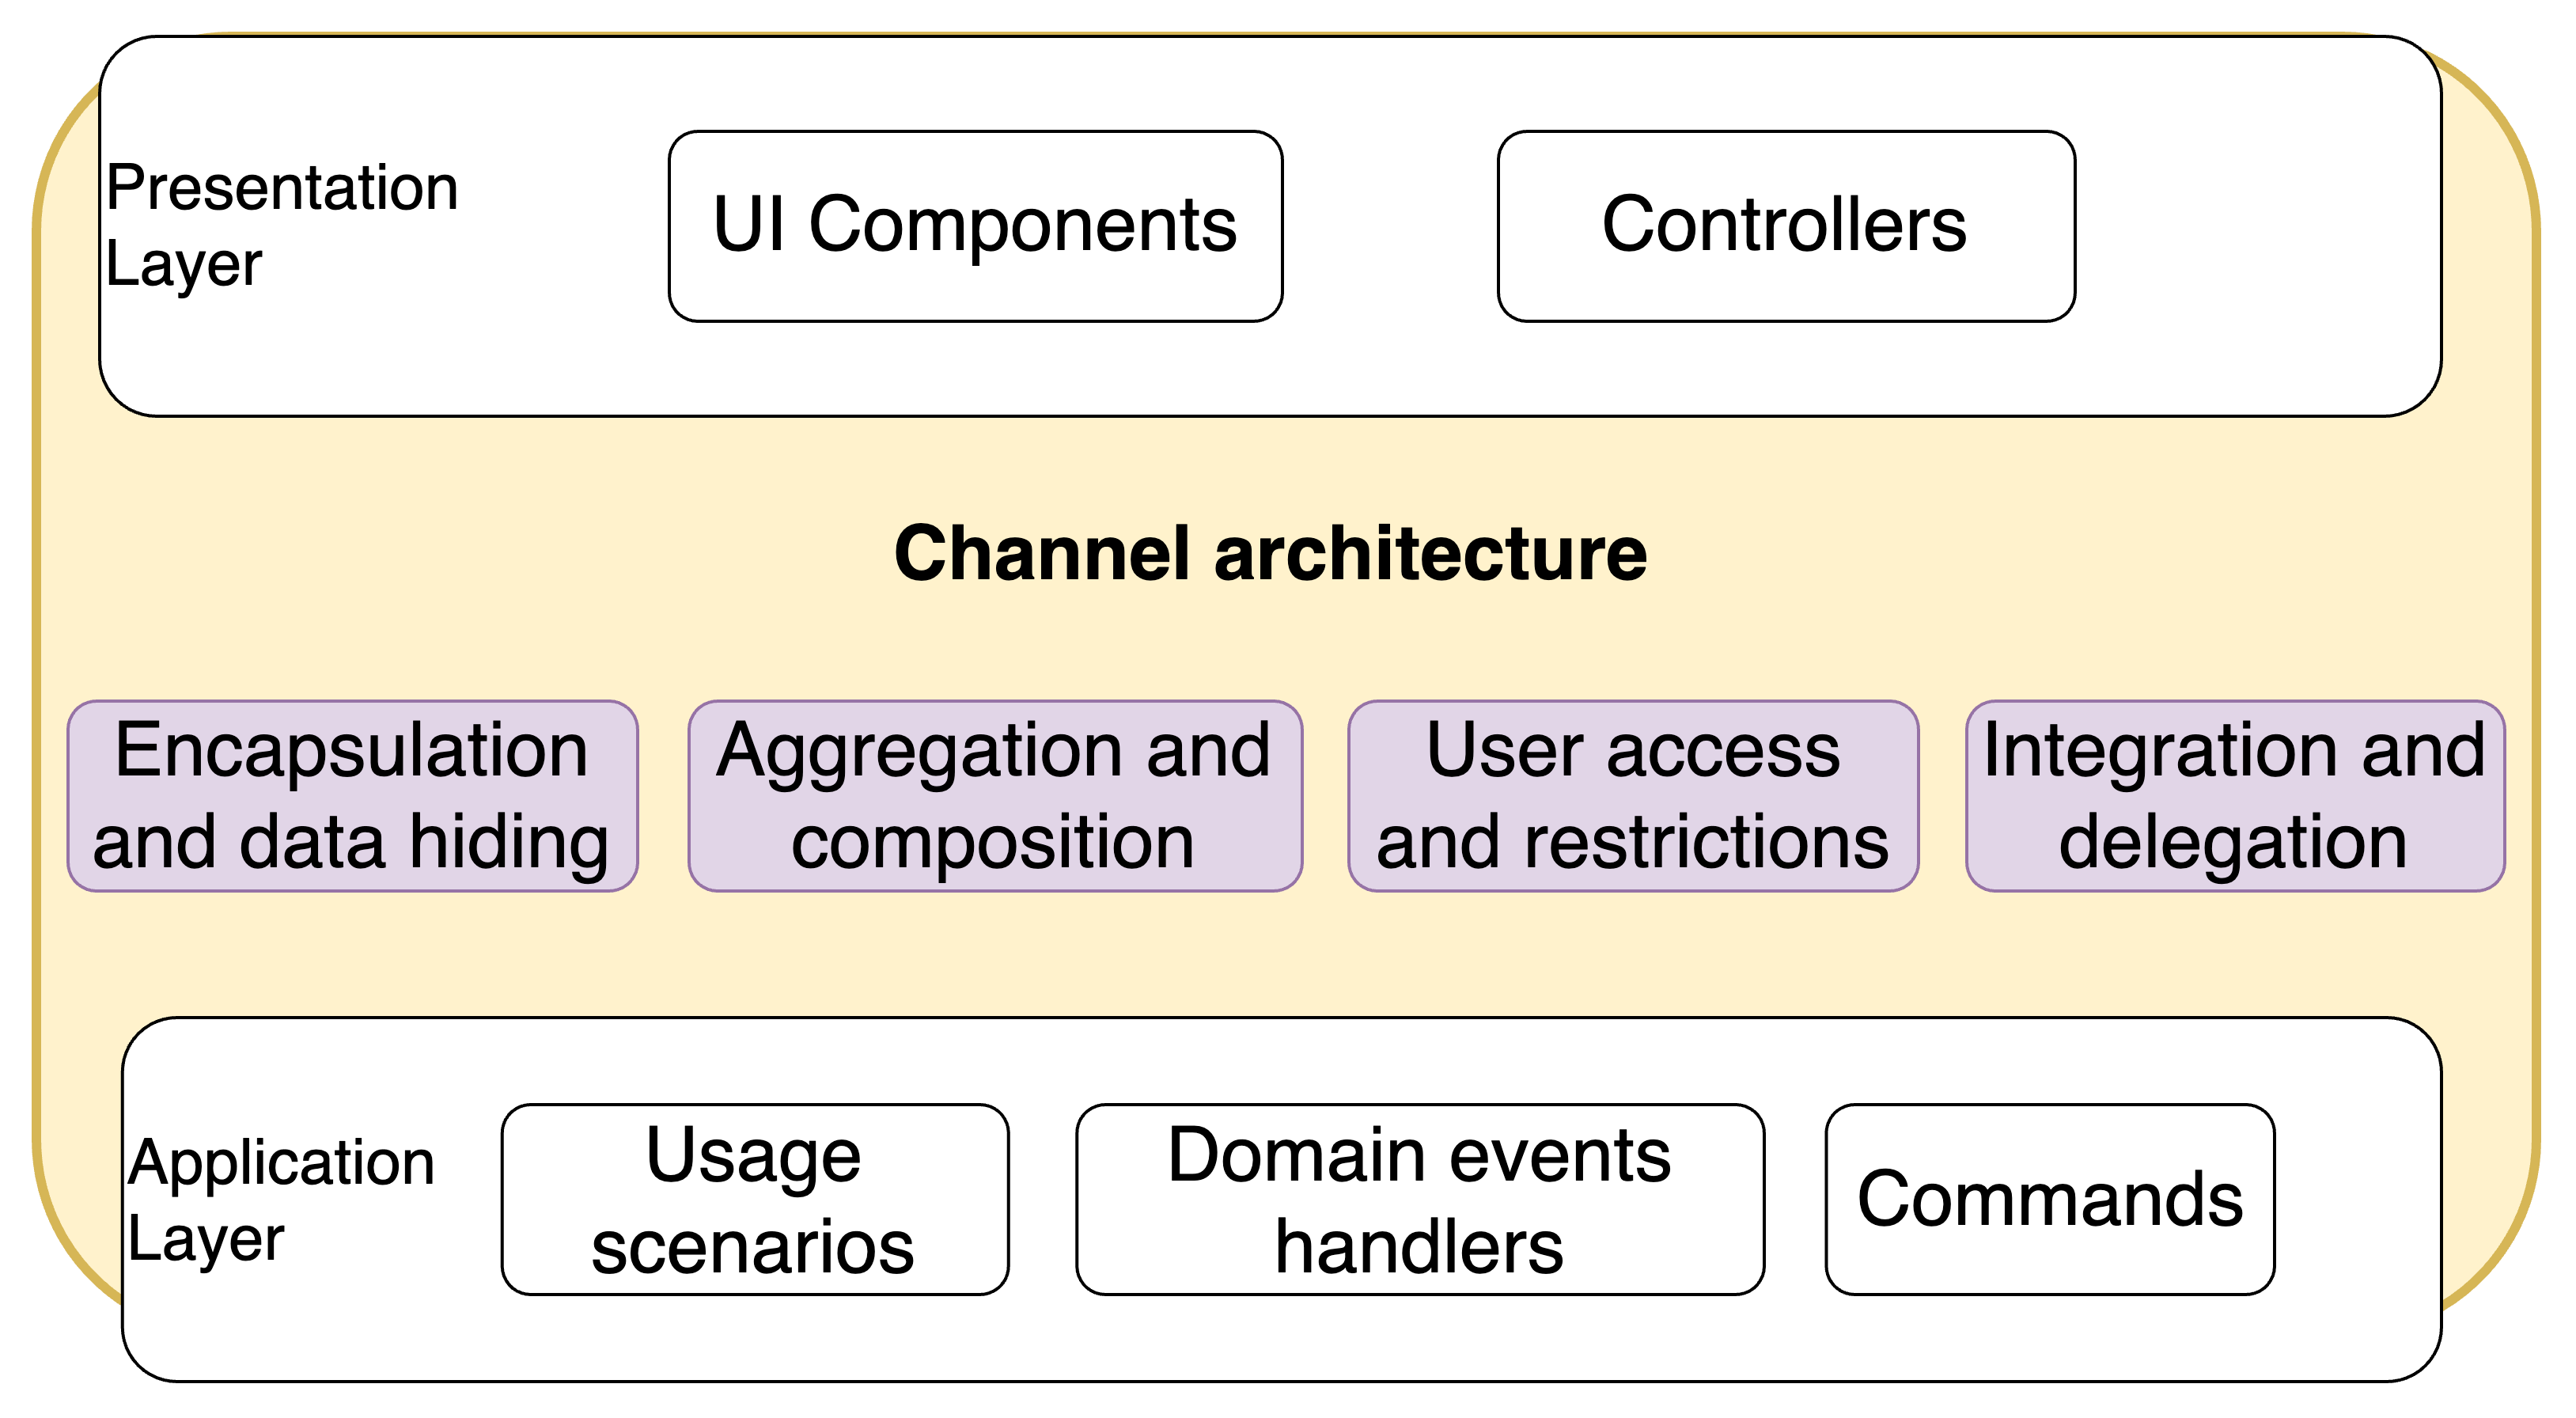 Presentation
Layer
UI Components
Controllers
Channel architecture
Encapsulation
and data hiding
Aggregation and
composition
User access
and restrictions
Integration and
delegation
Application
Layer
Usage
scenarios
Domain events
handlers
Commands